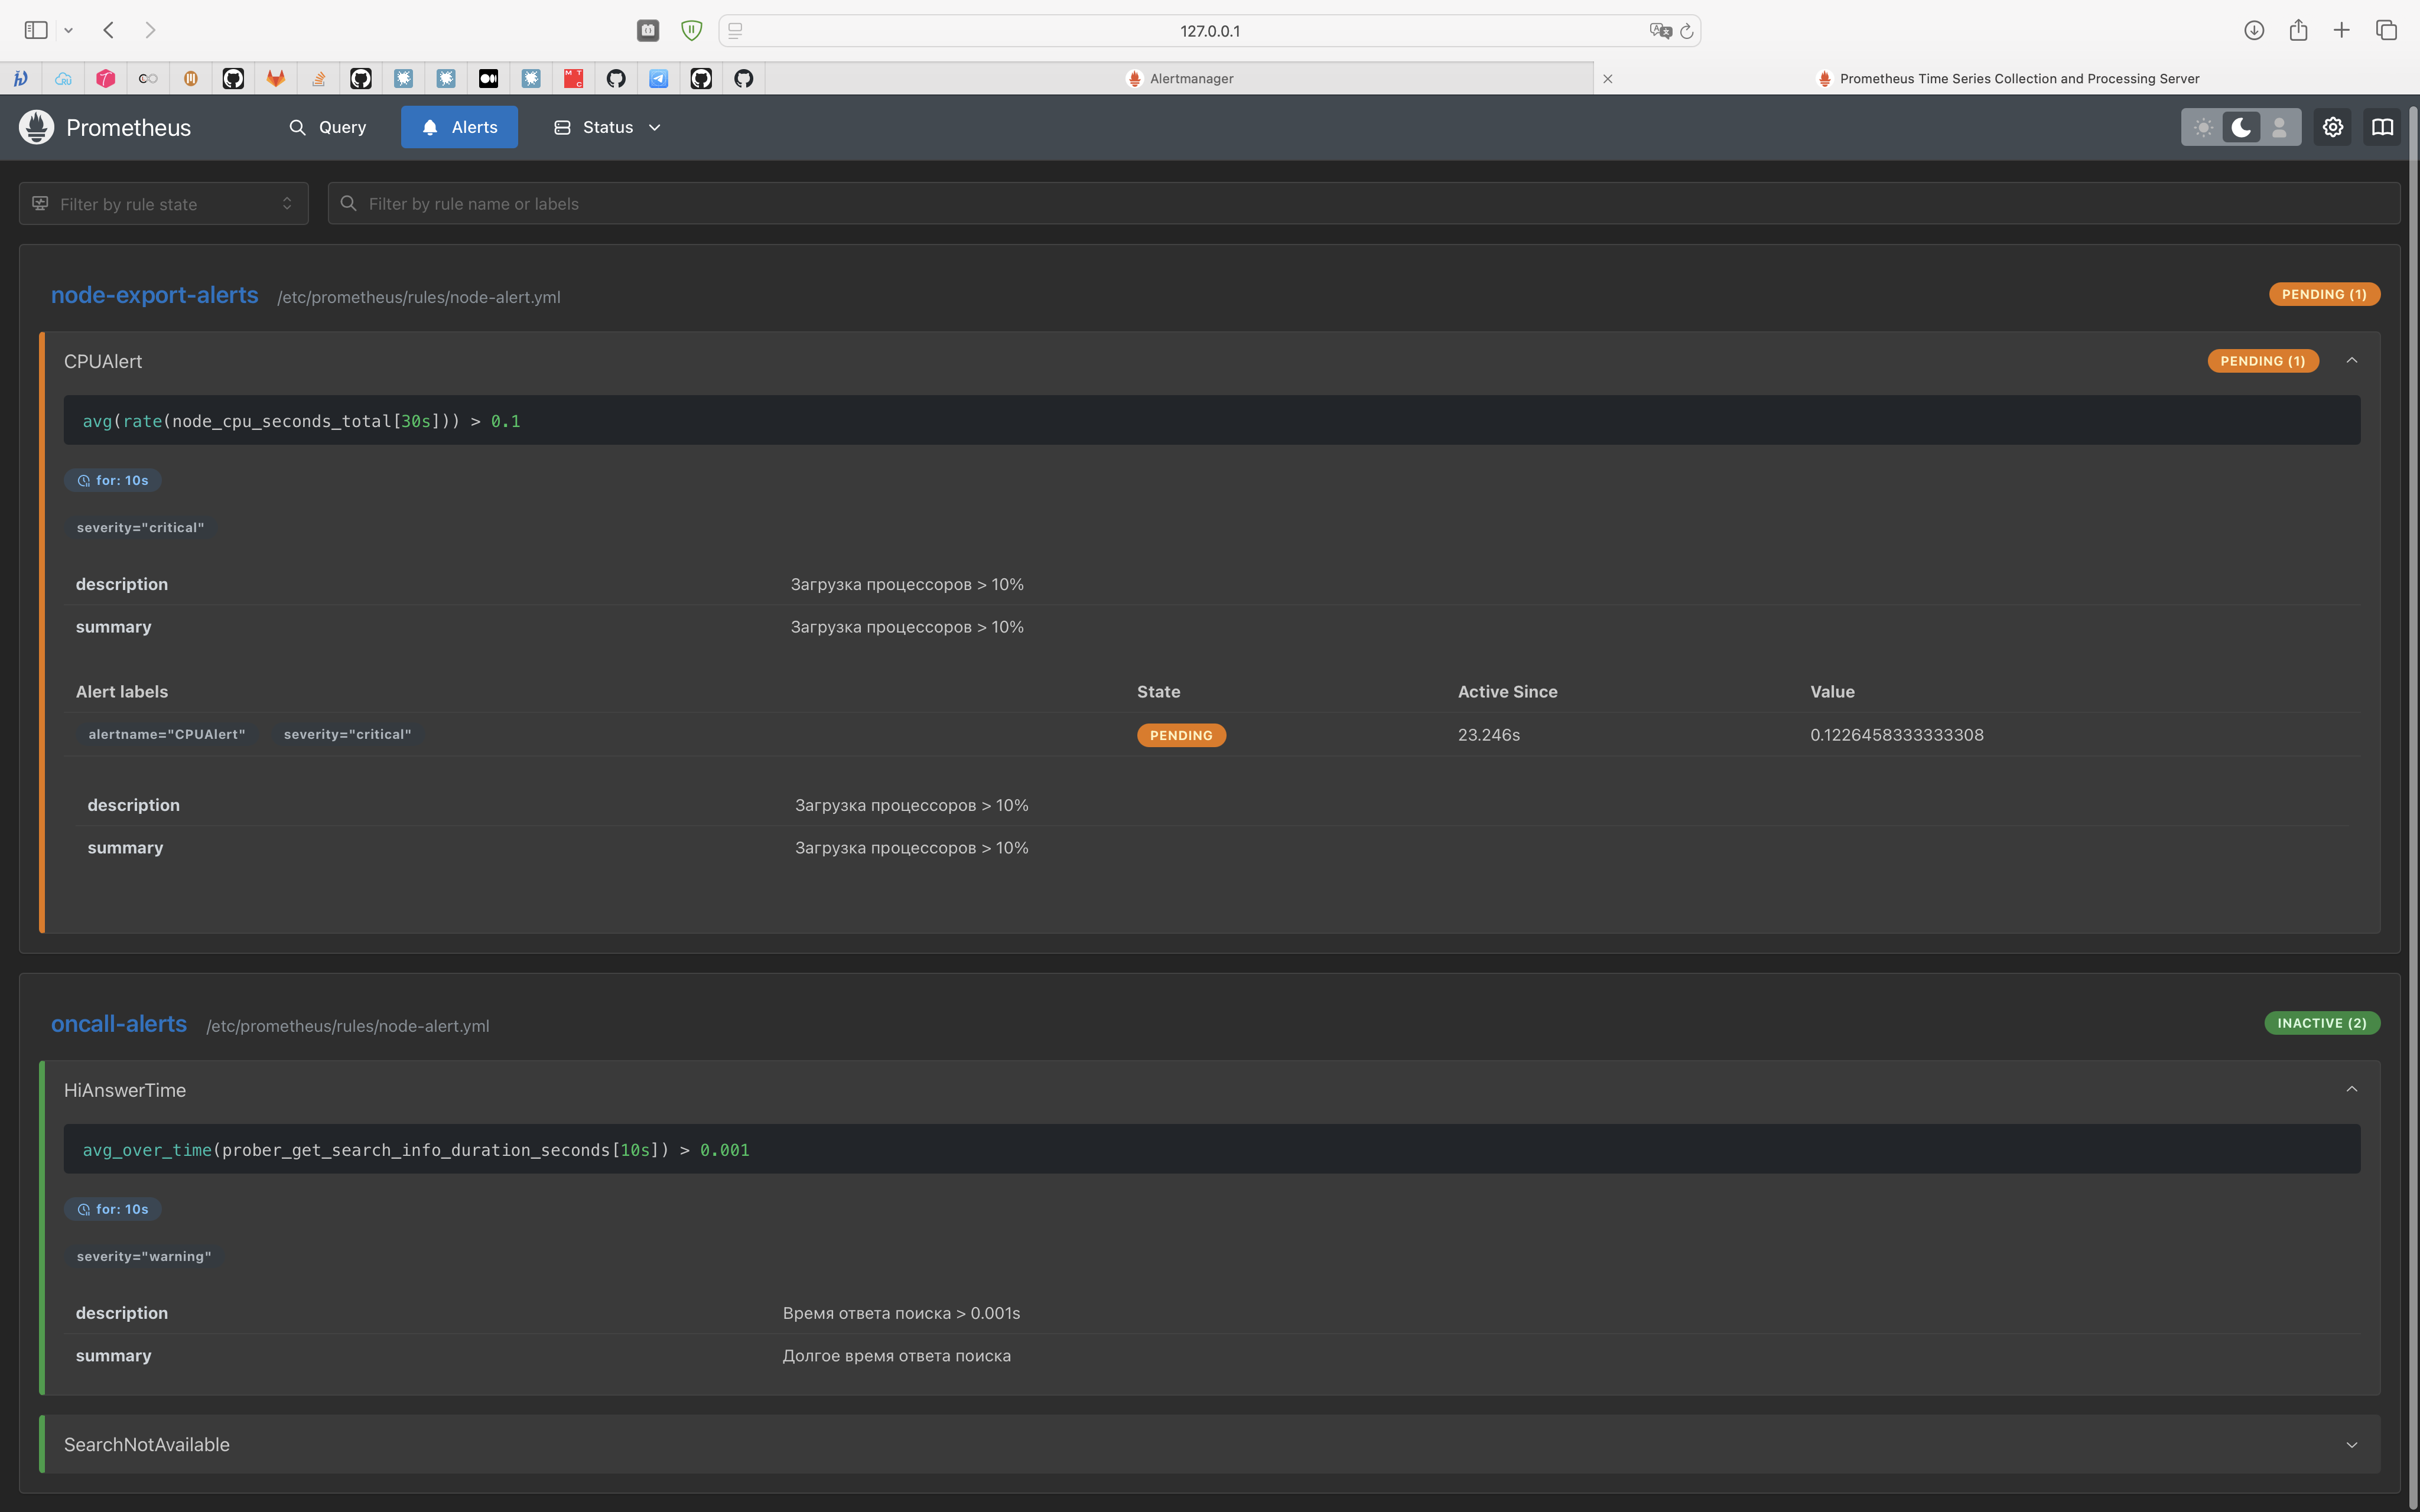 127.0.0.1
Alertmanager
Prometheus Time Series Collection and Processing Server
Prometheus
Query
Alerts
Status
Filter by rule state
Filter by rule name or labels
node-export-alerts /etc/prometheus/rules/node-alert.yml PENDING (1)
CPUAlert PENDING (1)
avg(rate(node_cpu_seconds_total[30s])) > 0.1
for: 10s
severity="critical"
description Загрузка процессоров > 10%
summary Загрузка процессоров > 10%
Alert labels State Active Since Value
alertname="CPUAlert" severity="critical" PENDING 23.246s 0.1226458333333308
description Загрузка процессоров > 10%
summary Загрузка процессоров > 10%
oncall-alerts /etc/prometheus/rules/node-alert.yml INACTIVE (2)
HiAnswerTime
avg_over_time(prober_get_search_info_duration_seconds[10s]) > 0.001
for: 10s
severity="warning"
description Время ответа поиска > 0.001s
summary Долгое время ответа поиска
SearchNotAvailable